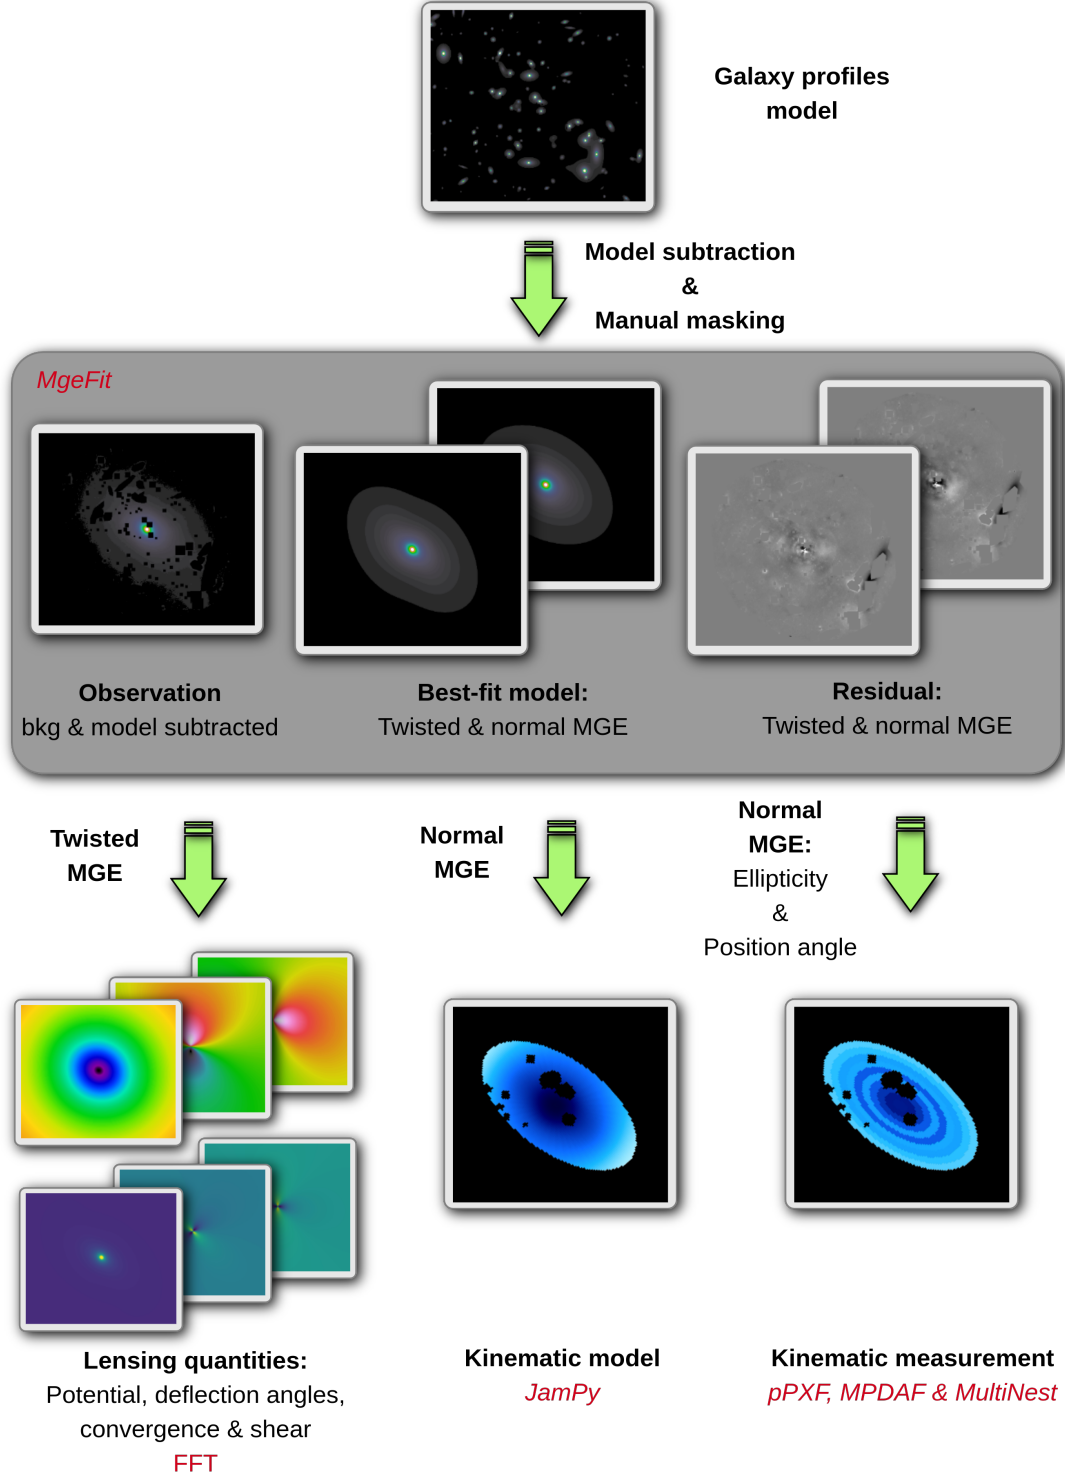 Galaxy profiles
model
Model subtraction
&
Manual masking
MgeFit
Observation
bkg & model subtracted
Best-fit model:
Twisted & normal MGE
Residual:
Twisted & normal MGE
Twisted
MGE
Normal
MGE
Normal
MGE:
Ellipticity
&
Position angle
Lensing quantities:
Potential, deflection angles,
convergence & shear
FFT
Kinematic model
JamPy
Kinematic measurement
pPXF, MPDAF & MultiNest